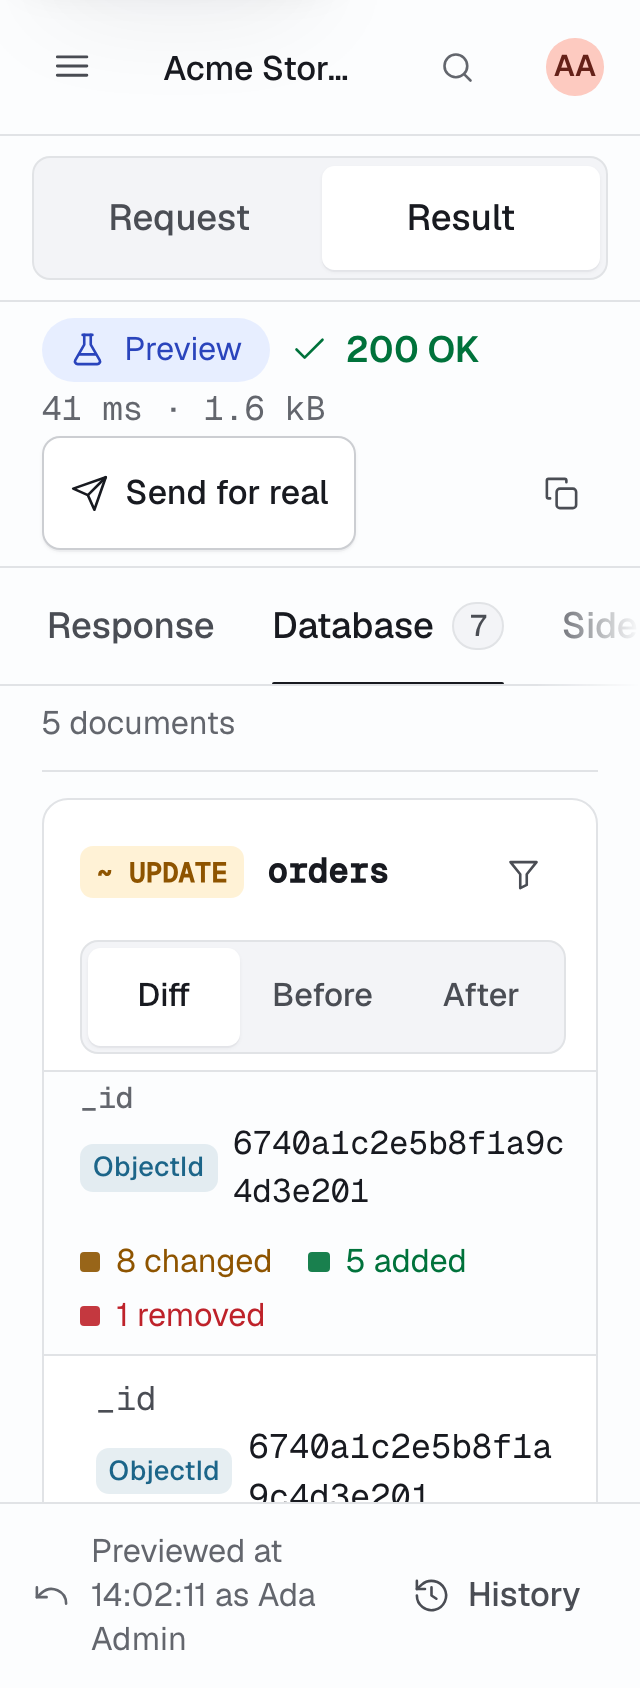 Acme Stor…
AA
Request
Result
Preview
200 OK
41 ms · 1.6 kB
Send for real
Response
Database 7
Side
5 documents
~ UPDATE
orders
Diff
Before
After
_id
ObjectId
6740a1c2e5b8f1a9c
4d3e201
8 changed
5 added
1 removed
_id
ObjectId
6740a1c2e5b8f1a
9c4d3e201
Previewed at
14:02:11 as Ada
Admin
History